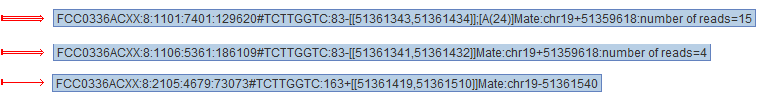 FCC0336ACXX:8:1101:7401:129620#TCTTGGTC:83-[[51361343,51361434]];[A(24)]Mate:chr19+51359618:number of reads=15
FCC0336ACXX:8:1106:5361:186109#TCTTGGTC:83-[[51361341,51361432]]Mate:chr19+51359618:number of reads=4
FCC0336ACXX:8:2105:4679:73073#TCTTGGTC:163+[[51361419,51361510]]Mate:chr19-51361540